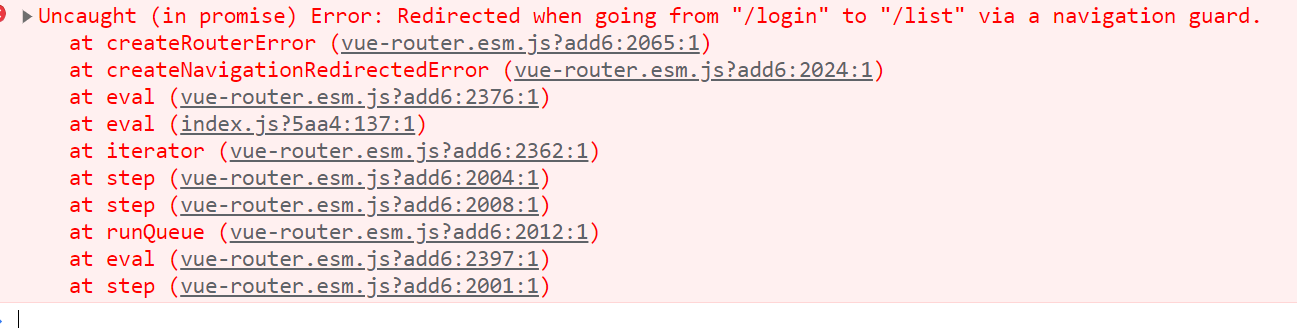 Uncaught (in promise) Error: Redirected when going from "/login" to "/list" via a navigation guard.
at createRouterError (vue-router.esm.js?add6:2065:1)
at createNavigationRedirectedError (vue-router.esm.js?add6:2024:1)
at eval (vue-router.esm.js?add6:2376:1)
at eval (index.js?5aa4:137:1)
at iterator (vue-router.esm.js?add6:2362:1)
at step (vue-router.esm.js?add6:2004:1)
at step (vue-router.esm.js?add6:2008:1)
at runQueue (vue-router.esm.js?add6:2012:1)
at eval (vue-router.esm.js?add6:2397:1)
at step (vue-router.esm.js?add6:2001:1)